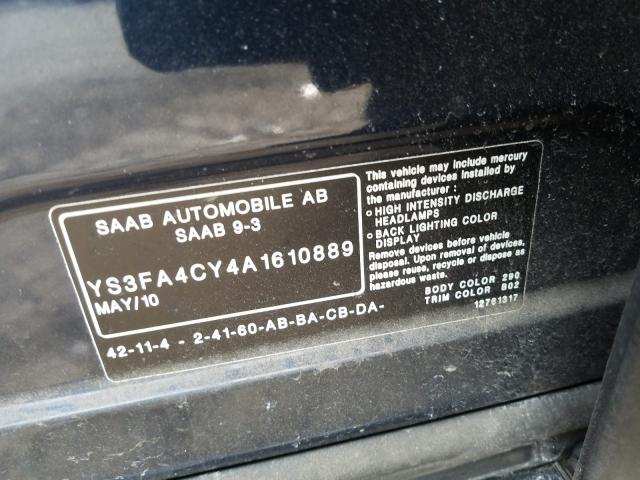 SAAB AUTOMOBILE AB
SAAB 9-3
YS3FA4CY4A1610889
MAY/10
42-11-4 - 2-41-60-AB-BA-CB-DA-
This vehicle may include mercury
containing devices installed by
the manufacturer :
o HIGH INTENSITY DISCHARGE
HEADLAMPS
o BACK LIGHTING COLOR
DISPLAY
Remove devices before vehicle
disposal. Upon removal of devices,
please reuse, recycle or dispose as
hazardous waste.
BODY COLOR 290
TRIM COLOR B02
12781317